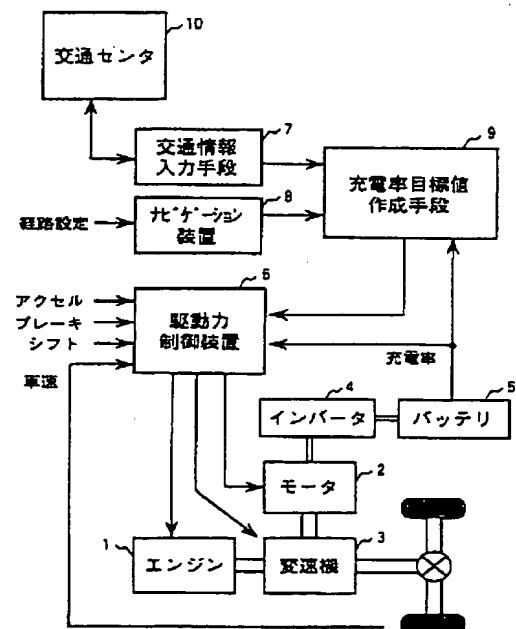 10
交通センタ
7
交通情報
入力手段
9
充電率目標値
作成手段
8
ナビゲーション
装置
経路設定
6
アクセル
ブレーキ
シフト
車速
駆動力
制御装置
充電率
4
インバータ
5
バッテリ
2
モータ
1
エンジン
3
変速機